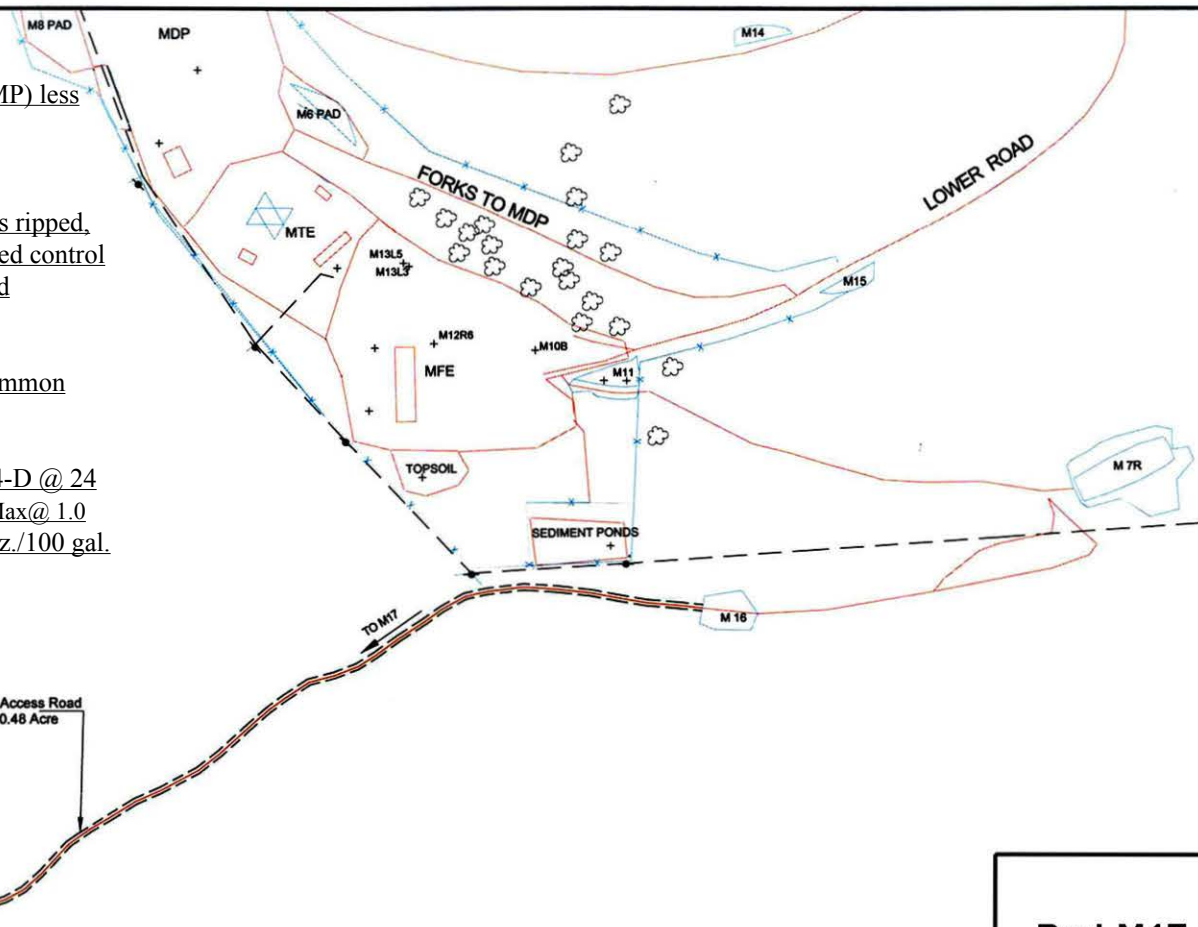 M8 PAD
MDP
M14
MP) less
M6 PAD
FORKS TO MDP
LOWER ROAD
s ripped,
ed control
d
MTE
M13L5
M13L3
M15
M12R6
M10B
MFE
M11
ommon
TOPSOIL
M 7R
4-D @ 24
Max@ 1.0
z./100 gal.
SEDIMENT PONDS
M 16
TO M17
Access Road
0.48 Acre